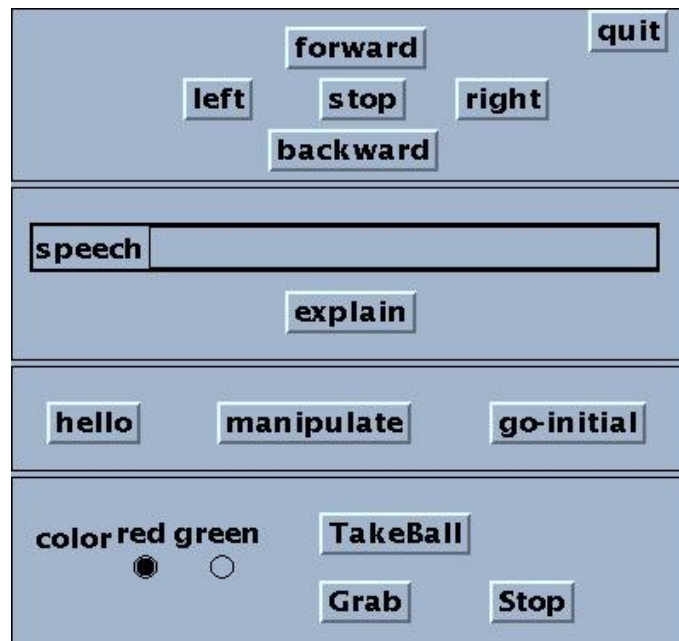 quit
forward
left stop right
backward
speech
explain
hello manipulate go-initial
color red green TakeBall
Grab Stop